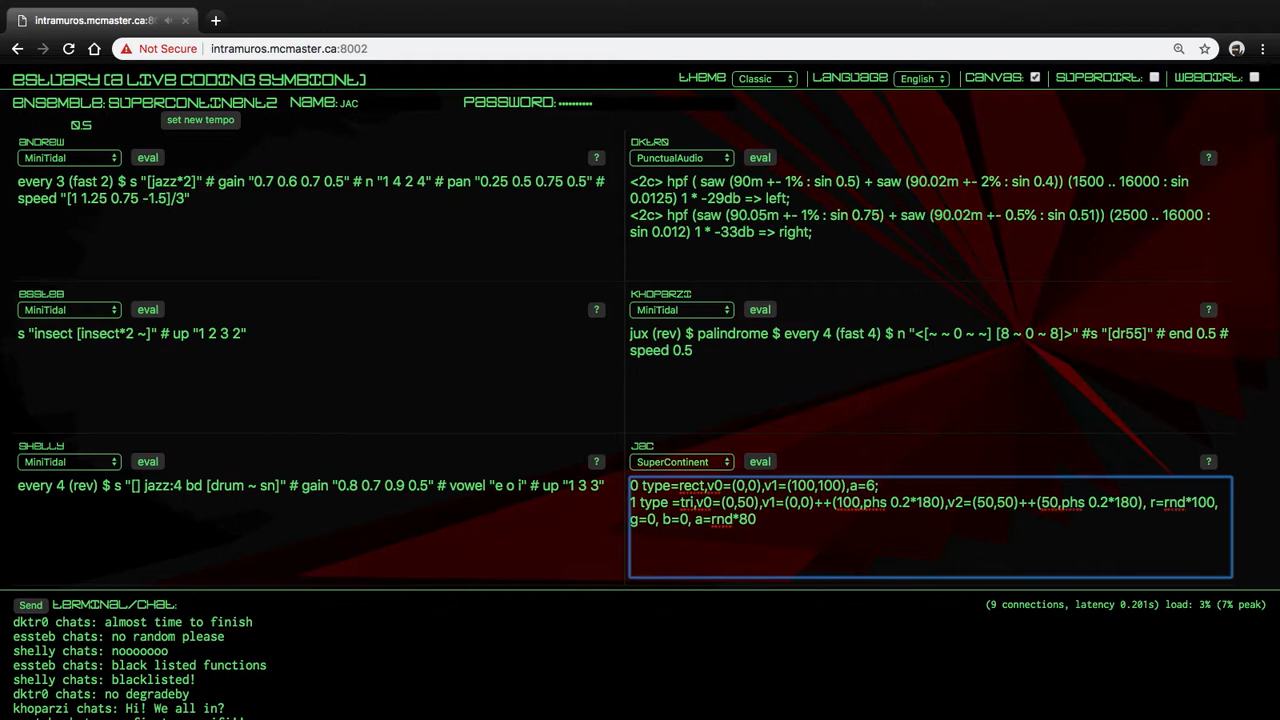 intramuros.mcmaster.ca:8
Not Secure intramuros.mcmaster.ca:8002
ESTUARY (A LIVE CODING SYMBIONT) THEME Classic LANGUAGE English CANVAS: SUPERDIRT: WEBDIRT:
ENSEMBLE: SUPERCONTINENT2 NAME: JAC PASSWORD: ••••••••••
0.5 set new tempo
ANDREW
MiniTidal eval ?
every 3 (fast 2) $ s "[jazz*2]" # gain "0.7 0.6 0.7 0.5" # n "1 4 2 4" # pan "0.25 0.5 0.75 0.5" #
speed "[1 1.25 0.75 -1.5]/3"
DKTR0
PunctualAudio eval ?
<2c> hpf ( saw (90m +- 1% : sin 0.5) + saw (90.02m +- 2% : sin 0.4)) (1500 .. 16000 : sin
0.0125) 1 * -29db => left;
<2c> hpf (saw (90.05m +- 1% : sin 0.75) + saw (90.02m +- 0.5% : sin 0.51)) (2500 .. 16000 :
sin 0.012) 1 * -33db => right;
ESSTEB
MiniTidal eval ?
s "insect [insect*2 ~]" # up "1 2 3 2"
KHOPARZI
MiniTidal eval ?
jux (rev) $ palindrome $ every 4 (fast 4) $ n "<[~ ~ 0 ~ ~] [8 ~ 0 ~ 8]>" #s "[dr55]" # end 0.5 #
speed 0.5
SHELLY
MiniTidal eval ?
every 4 (rev) $ s "[] jazz:4 bd [drum ~ sn]" # gain "0.8 0.7 0.9 0.5" # vowel "e o i" # up "1 3 3"
JAC
SuperContinent eval ?
0 type=rect,v0=(0,0),v1=(100,100),a=6;
1 type =tri,v0=(0,50),v1=(0,0)++(100,phs 0.2*180),v2=(50,50)++(50,phs 0.2*180), r=rnd*100,
g=0, b=0, a=rnd*80
Send TERMINAL/CHAT: (9 connections, latency 0.201s) load: 3% (7% peak)
dktr0 chats: almost time to finish
essteb chats: no random please
shelly chats: nooooooo
essteb chats: black listed functions
shelly chats: blacklisted!
dktr0 chats: no degradeby
khoparzi chats: Hi! We all in?